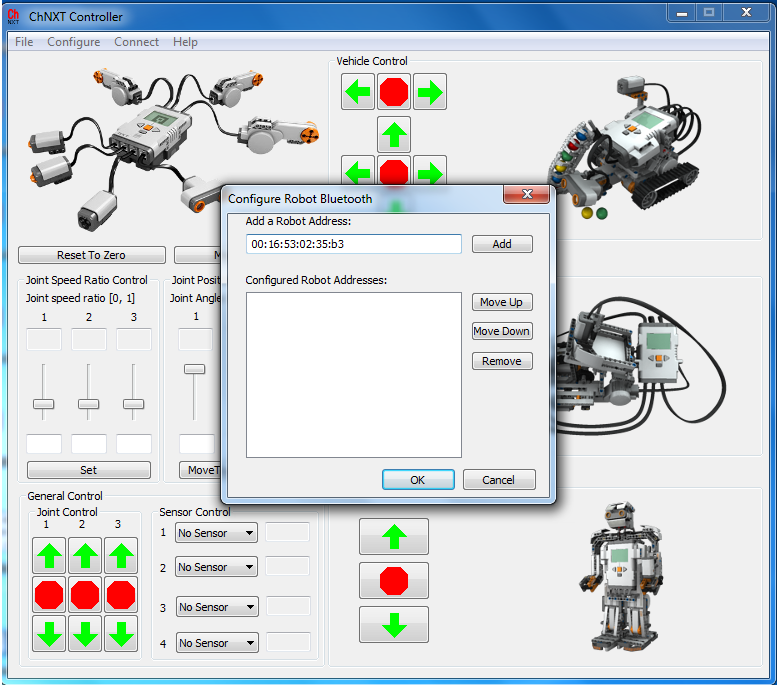 Ch
NXT
ChNXT Controller
File Configure Connect Help
Vehicle Control
Configure Robot Bluetooth
Add a Robot Address:
00:16:53:02:35:b3
Add
Configured Robot Addresses:
Move Up
Move Down
Remove
OK
Cancel
Reset To Zero
M
Joint Speed Ratio Control
Joint speed ratio [0, 1]
1 2 3
Set
Joint Posit
Joint Angle
1
MoveT
General Control
Joint Control
1 2 3
Sensor Control
1 No Sensor
2 No Sensor
3 No Sensor
4 No Sensor